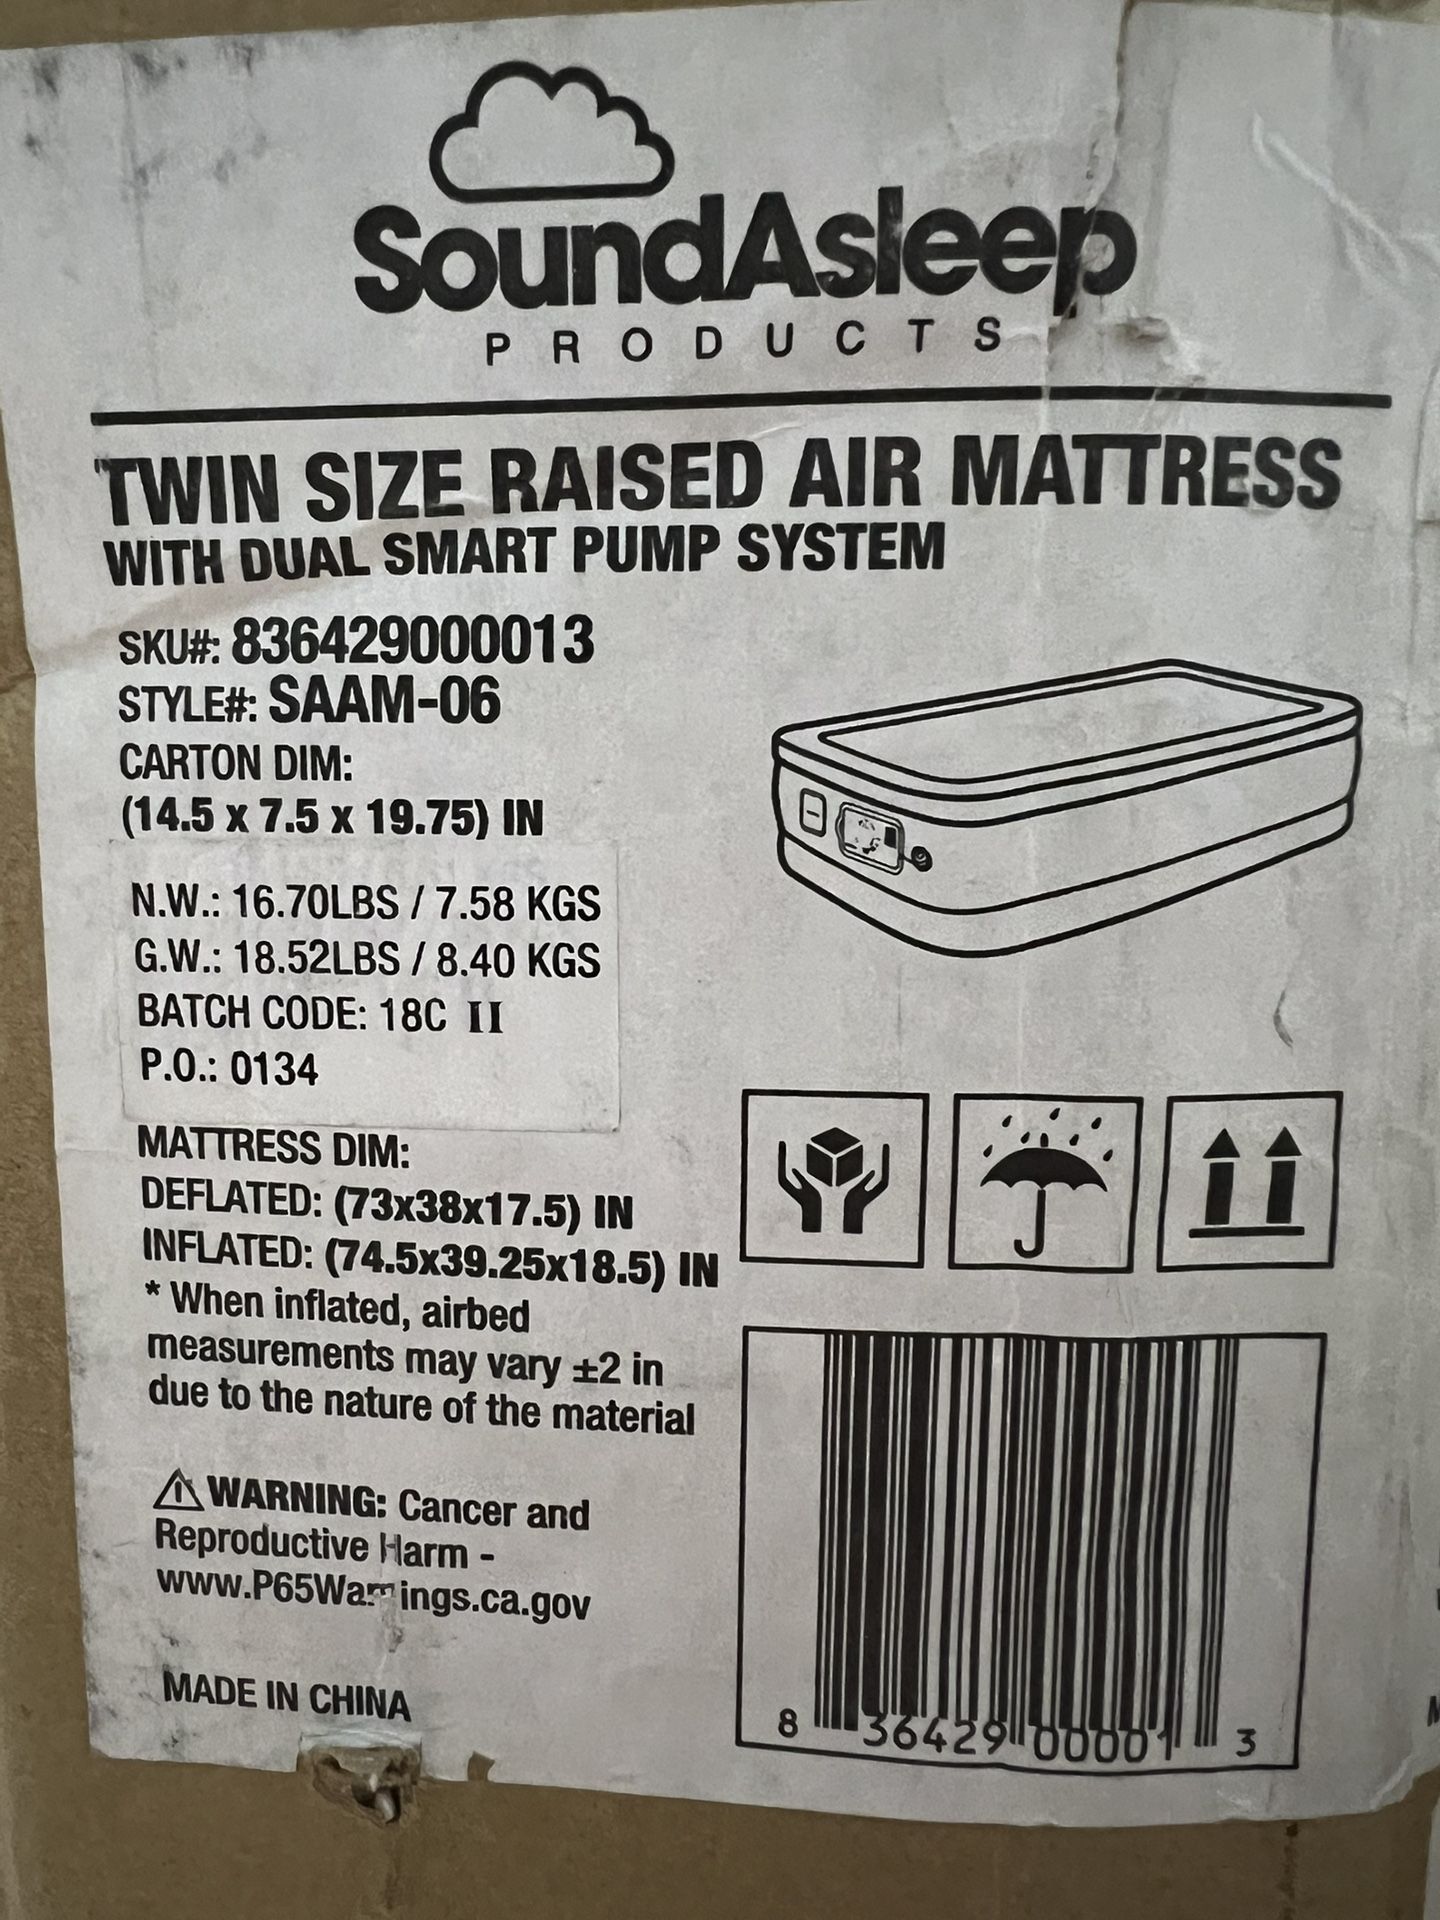 SoundAsleep
PRODUCTS
TWIN SIZE RAISED AIR MATTRESS
WITH DUAL SMART PUMP SYSTEM
SKU#: 836429000013
STYLE#: SAAM-06
CARTON DIM:
(14.5 x 7.5 x 19.75) IN
N.W.: 16.70LBS / 7.58 KGS
G.W.: 18.52LBS / 8.40 KGS
BATCH CODE: 18C II
P.O.: 0134
MATTRESS DIM:
DEFLATED: (73x38x17.5) IN
INFLATED: (74.5x39.25x18.5) IN
* When inflated, airbed
measurements may vary ±2 in
due to the nature of the material
⚠ WARNING: Cancer and
Reproductive Harm -
www.P65Warnings.ca.gov
MADE IN CHINA
8 36429 00001 3